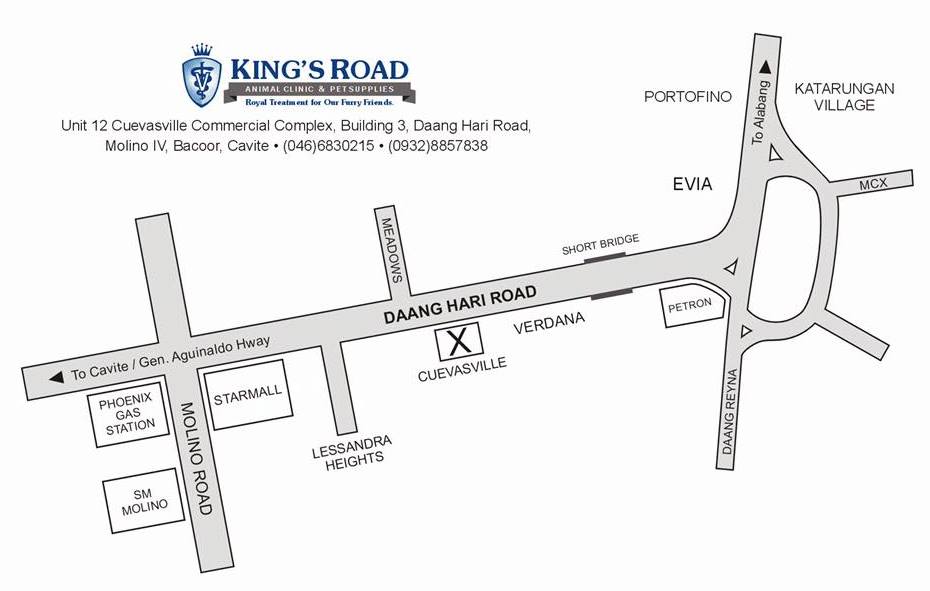 KING'S ROAD
ANIMAL CLINIC & PET SUPPLIES
Royal Treatment for Our Furry Friends.
Unit 12 Cuevasville Commercial Complex, Building 3, Daang Hari Road,
Molino IV, Bacoor, Cavite • (046)6830215 • (0932)8857838
To Alabang
PORTOFINO
KATARUNGAN
VILLAGE
EVIA
MCX
MEADOWS
SHORT BRIDGE
DAANG HARI ROAD
PETRON
VERDANA
X
CUEVASVILLE
To Cavite / Gen. Aguinaldo Hway
PHOENIX
GAS
STATION
STARMALL
MOLINO ROAD
LESSANDRA
HEIGHTS
DAANG REYNA
SM
MOLINO